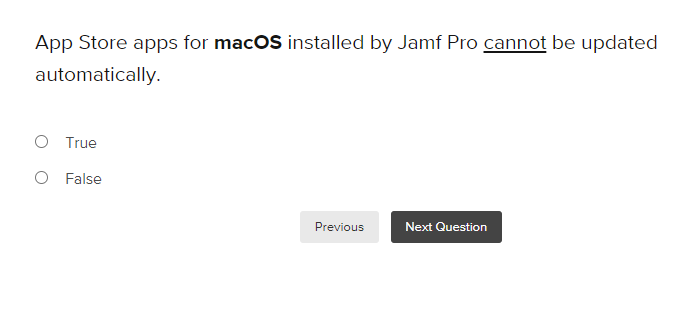 App Store apps for macOS installed by Jamf Pro cannot be updated
automatically.
True
False
Previous
Next Question